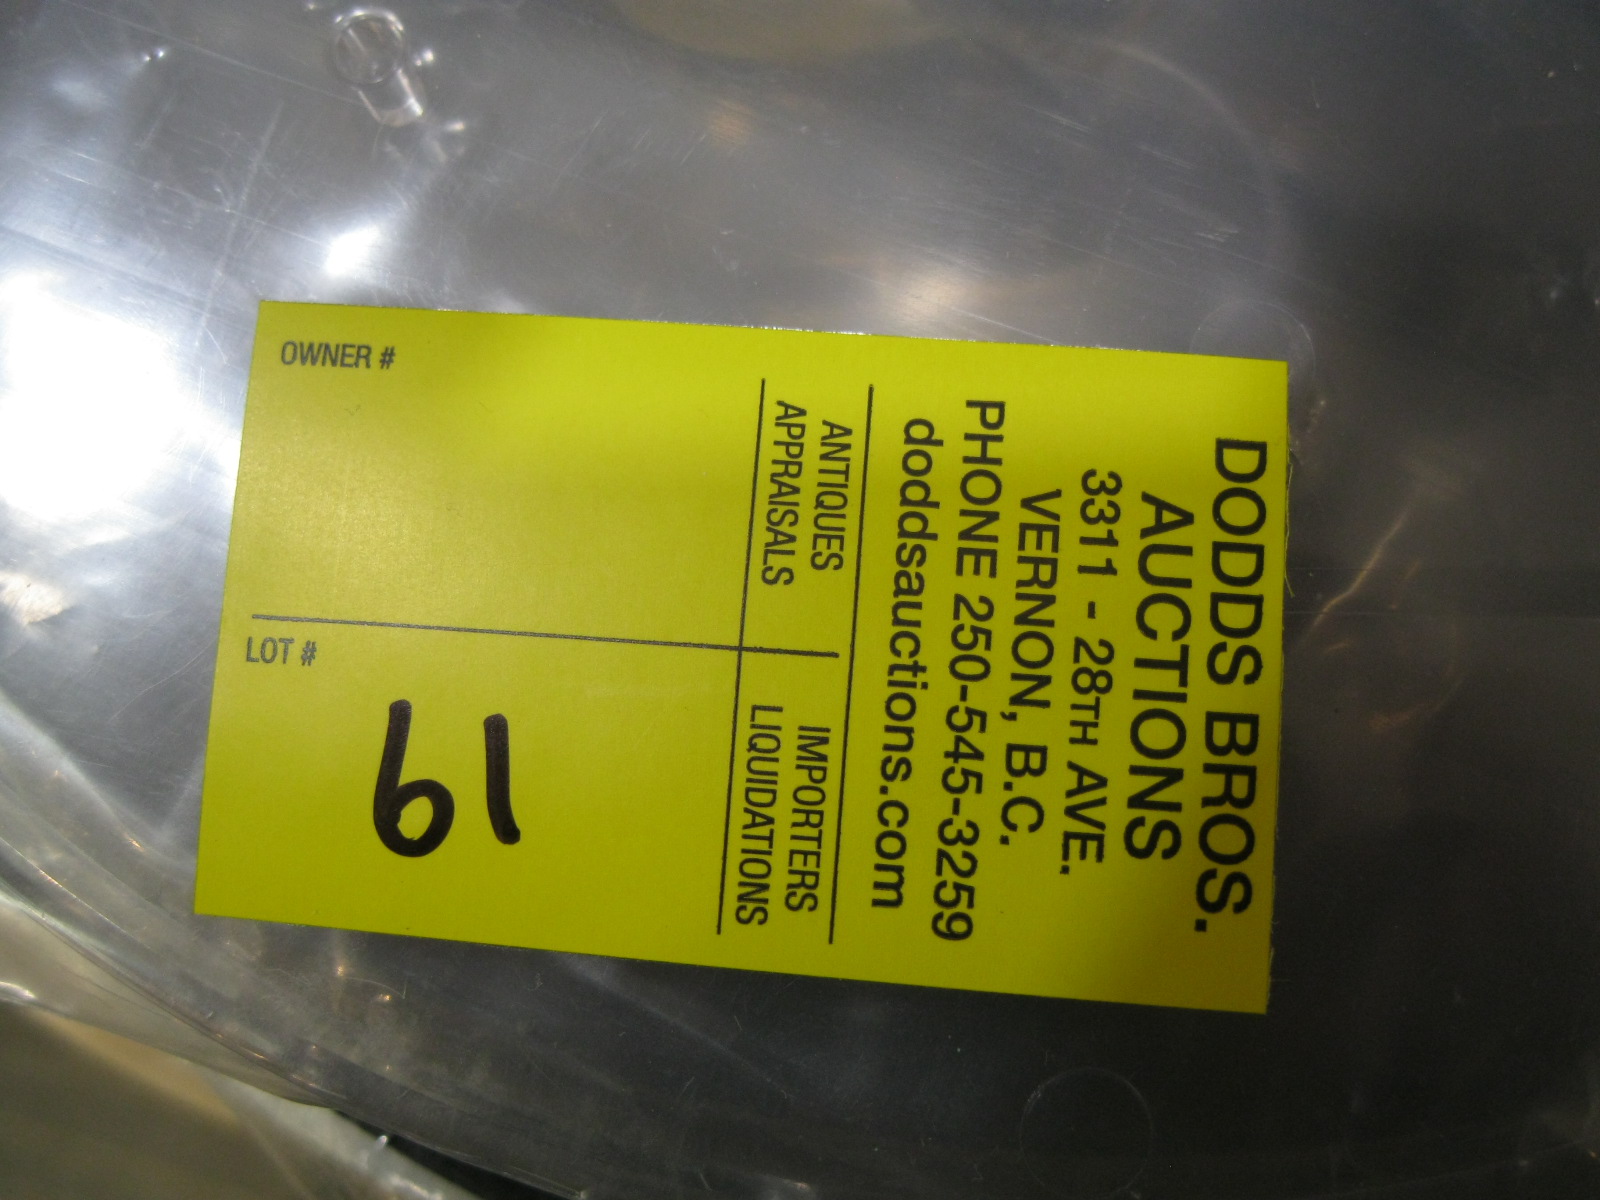 DODDS BROS.
AUCTIONS
3311 - 28TH AVE.
VERNON, B.C.
PHONE 250-545-3259
doddsauctions.com
ANTIQUES IMPORTERS
APPRAISALS LIQUIDATIONS
OWNER #
LOT #
61